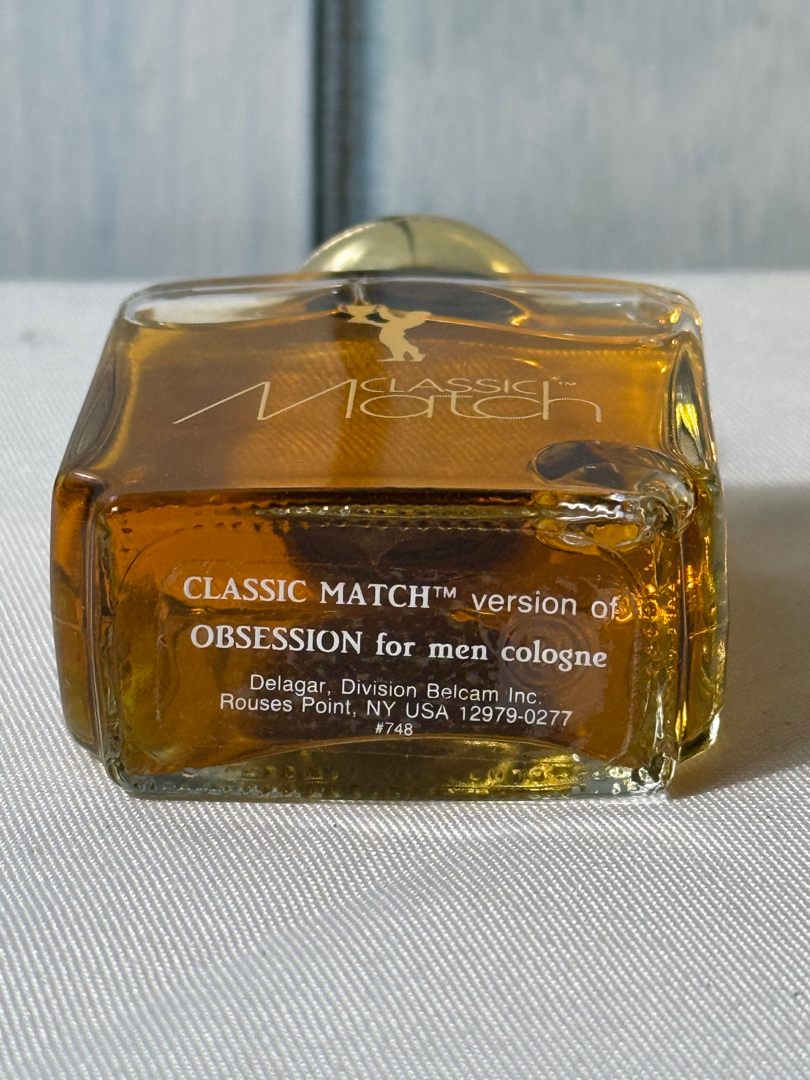 CLASSIC™
Match
CLASSIC MATCH™ version of
OBSESSION for men cologne
Delagar, Division Belcam Inc.
Rouses Point, NY USA 12979-0277
#748